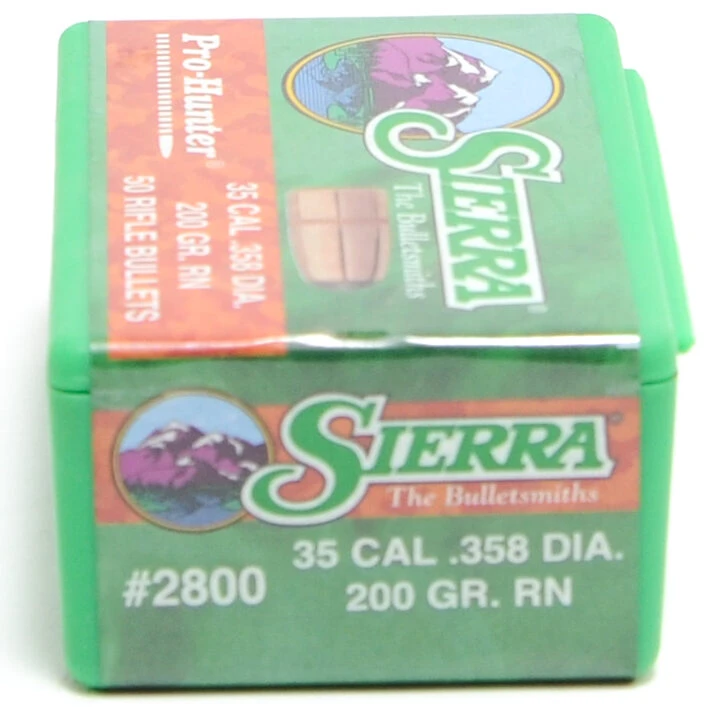 Pro-Hunter®
35 CAL .358 DIA.
200 GR. RN
50 RIFLE BULLETS
SIERRA®
The Bulletsmiths
SIERRA®
The Bulletsmiths
#2800
35 CAL .358 DIA.
200 GR. RN